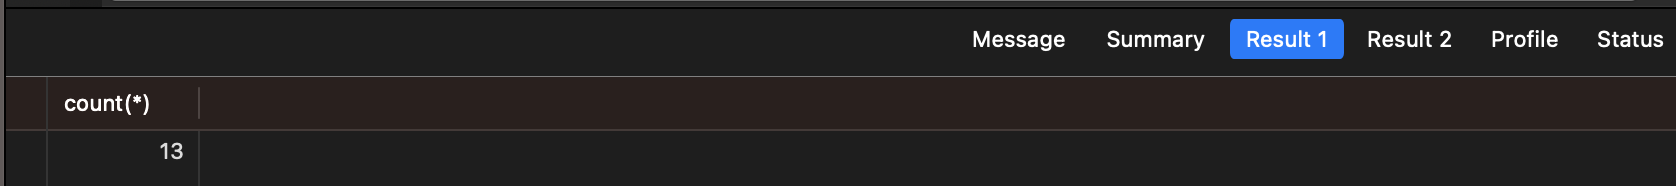 Message Summary Result 1 Result 2 Profile Status
count(*)
13